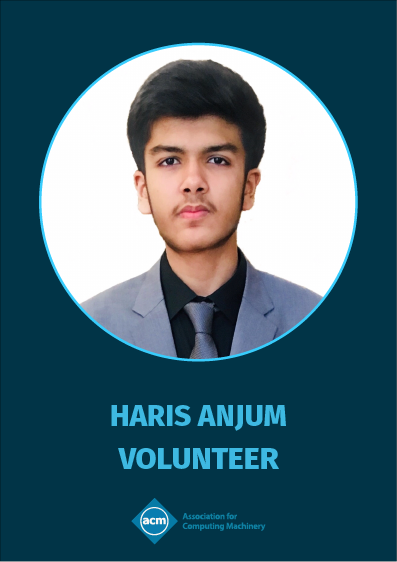 HARIS ANJUM
VOLUNTEER
acm
Association for
Computing Machinery